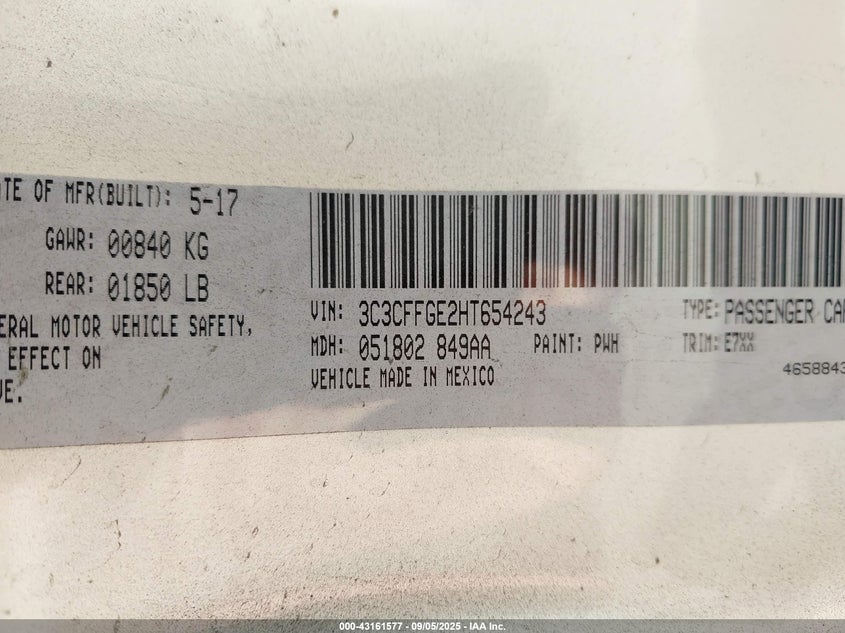 TE OF MFR(BUILT): 5-17
GAWR: 00840 KG
REAR: 01850 LB
ERAL MOTOR VEHICLE SAFETY,
EFFECT ON
VE.
VIN: 3C3CFFGE2HT654243
TYPE: PASSENGER CAR
MDH: 051802 849AA
PAINT: PWH
TRIM: E7XX
VEHICLE MADE IN MEXICO
4658843
000-43161577 - 09/05/2025 - IAA Inc.